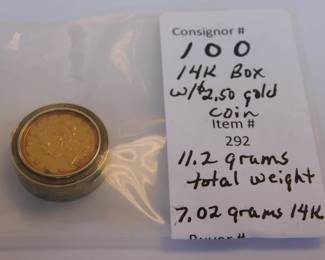 Consignor #
100
14K Box
w/$2.50 gold
coin
Item #
292
11.2 grams
total weight
7.02 grams 14K
Buyer #